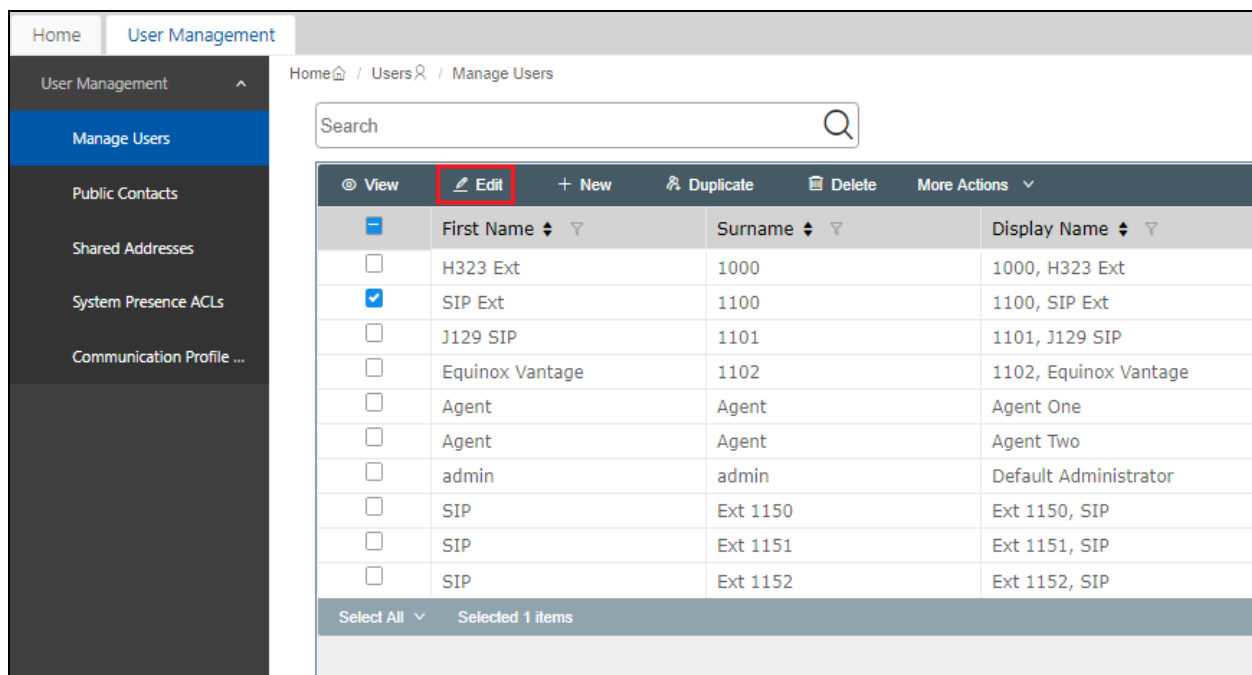 Home User Management
User Management
Home / Users / Manage Users
Manage Users
Public Contacts
Shared Addresses
System Presence ACLs
Communication Profile ...
Search
View Edit + New Duplicate Delete More Actions
First Name Surname Display Name
H323 Ext 1000 1000, H323 Ext
SIP Ext 1100 1100, SIP Ext
J129 SIP 1101 1101, J129 SIP
Equinox Vantage 1102 1102, Equinox Vantage
Agent Agent Agent One
Agent Agent Agent Two
admin admin Default Administrator
SIP Ext 1150 Ext 1150, SIP
SIP Ext 1151 Ext 1151, SIP
SIP Ext 1152 Ext 1152, SIP
Select All Selected 1 items